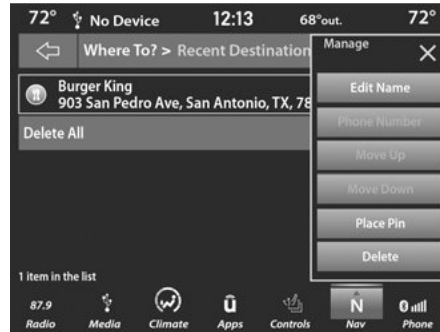 72° No Device 12:13 68°out. 72°
Where To? > Recent Destination
Manage
X
Burger King
903 San Pedro Ave, San Antonio, TX, 78
Delete All
Edit Name
Phone Number
Move Up
Move Down
Place Pin
Delete
1 item in the list
87.9 û N 0
Radio Media Climate Apps Controls Nav Phone